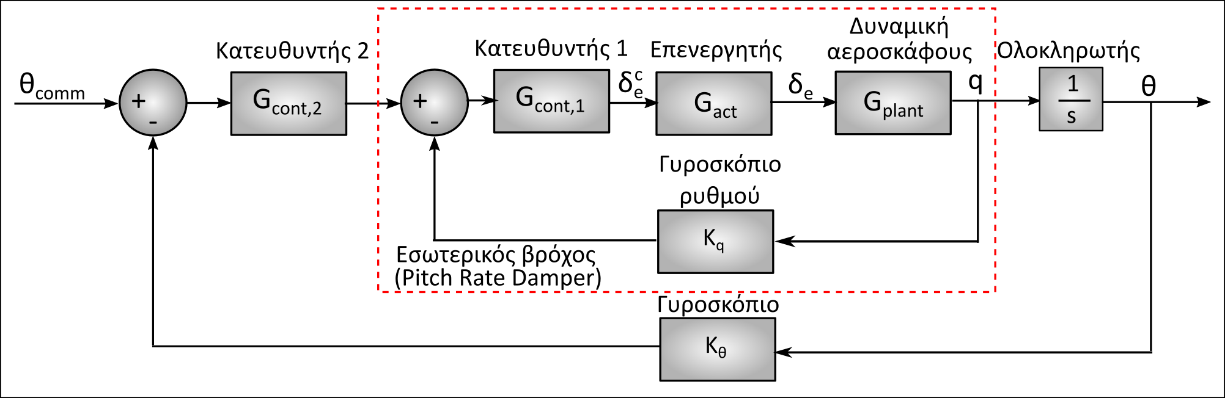 Κατευθυντής 2
Κατευθυντής 1
Επενεργητής
Δυναμική
αεροσκάφους
Ολοκληρωτής
θcomm
+
-
Gcont,2
+
-
Gcont,1
δec
Gact
δe
Gplant
q
1
s
θ
Γυροσκόπιο
ρυθμού
Kq
Εσωτερικός βρόχος
(Pitch Rate Damper)
Γυροσκόπιο
Kθ